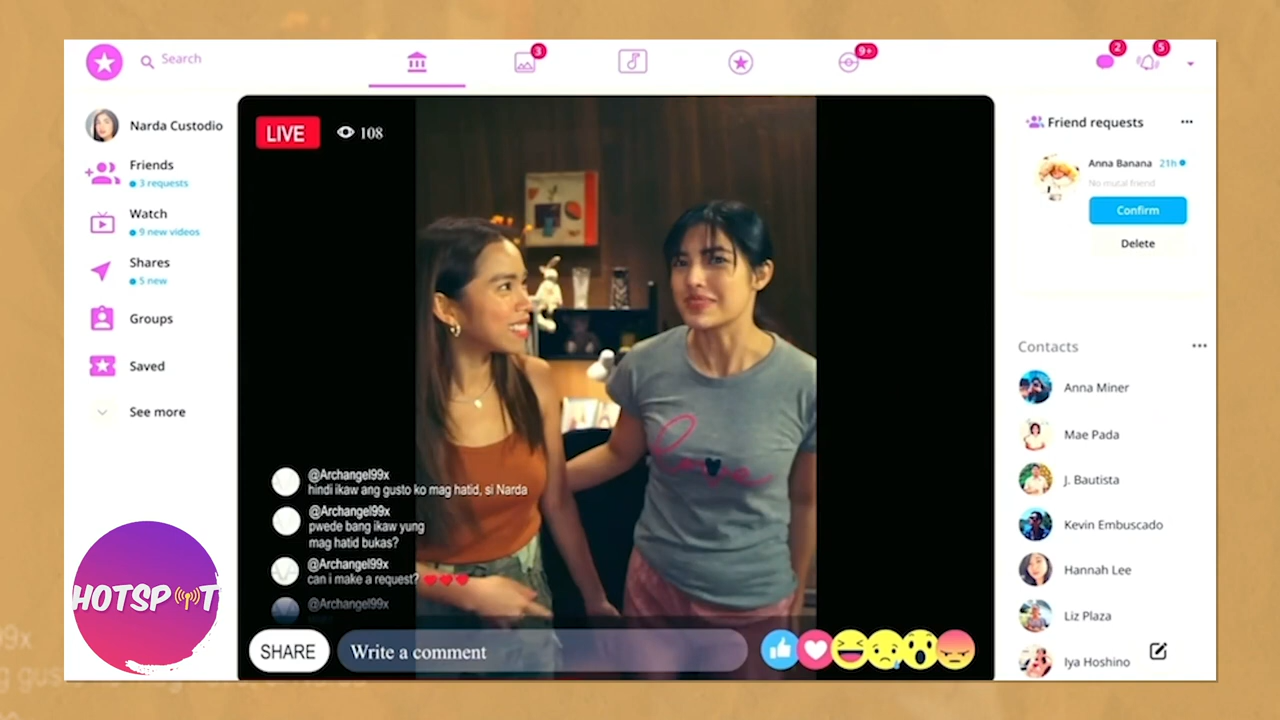 Search
3
9+
2
5
Narda Custodio
Friends
3 requests
Watch
9 new videos
Shares
5 new
Groups
Saved
See more
HOTSPOT
LIVE
108
love
@Archangel99x
hindi ikaw ang gusto ko mag hatid, si Narda
@Archangel99x
pwede bang ikaw yung
mag hatid bukas?
@Archangel99x
can i make a request?
@Archangel99x
SHARE
Write a comment
Friend requests
Anna Banana 21h
No mutal friend
Confirm
Delete
Contacts
Anna Miner
Mae Pada
J. Bautista
Kevin Embuscado
Hannah Lee
Liz Plaza
Iya Hoshino